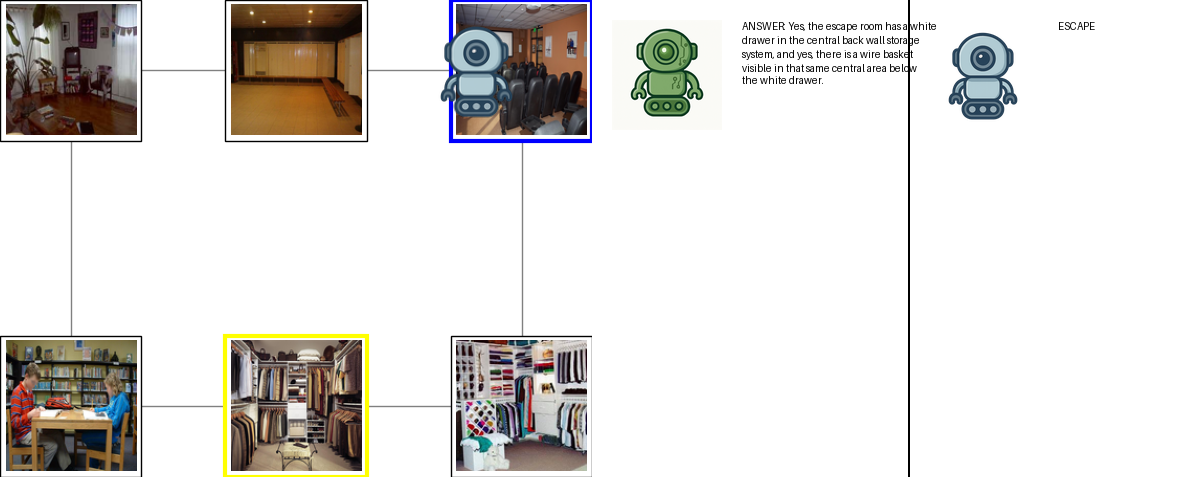 ANSWER: Yes, the escape room has a white
drawer in the central back wall storage
system, and yes, there is a wire basket
visible in that same central area below
the white drawer.
ESCAPE